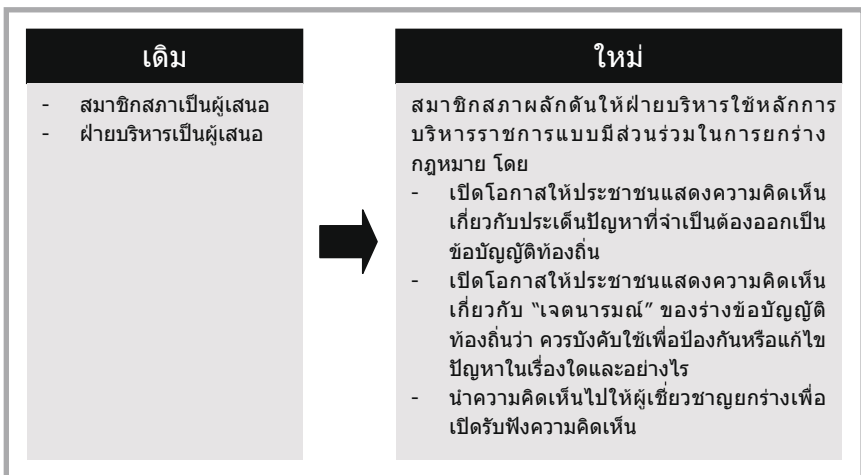 เดิม
- สมาชิกสภาเป็นผู้เสนอ
- ฝ่ายบริหารเป็นผู้เสนอ
ใหม่
สมาชิกสภาผลักดันให้ฝ่ายบริหารใช้หลักการ
บริหารราชการแบบมีส่วนร่วมในการยกร่าง
กฎหมาย โดย
- เปิดโอกาสให้ประชาชนแสดงความคิดเห็น
เกี่ยวกับประเด็นปัญหาที่จำเป็นต้องออกเป็น
ข้อบัญญัติท้องถิ่น
- เปิดโอกาสให้ประชาชนแสดงความคิดเห็น
เกี่ยวกับ “เจตนารมณ์” ของร่างข้อบัญญัติ
ท้องถิ่นว่า ควรบังคับใช้เพื่อป้องกันหรือแก้ไข
ปัญหาในเรื่องใดและอย่างไร
- นำความคิดเห็นไปให้ผู้เชี่ยวชาญยกร่างเพื่อ
เปิดรับฟังความคิดเห็น